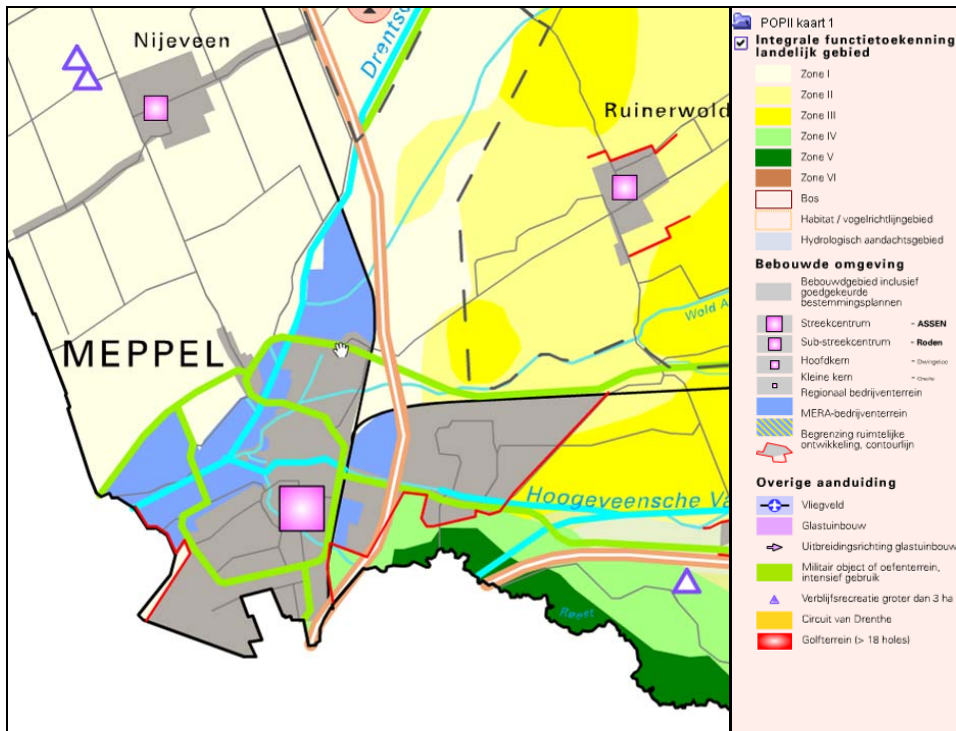 Nijeveen
Drentsc
Ruinerwold
Wold A
MEPPEL
Hoogeveensche Va
Reest
POPII kaart 1
Integrale functietoekenning
landelijk gebied
Zone I
Zone II
Zone III
Zone IV
Zone V
Zone VI
Bos
Habitat / vogelrichtlijngebied
Hydrologisch aandachtsgebied
Bebouwde omgeving
Bebouwdgebied inclusief
goedgekeurde
bestemmingsplannen
Streekcentrum - ASSEN
Sub-streekcentrum - Roden
Hoofdkern - Dwingeloo
Kleine kern -
Regionaal bedrijventerrein
MERA-bedrijventerrein
Begrenzing ruimtelijke
ontwikkeling, contourlijn
Overige aanduiding
Vliegveld
Glastuinbouw
Uitbreidingsrichting glastuinbouw
Militair object of oefenterrein,
intensief gebruik
Verblijfsrecreatie groter dan 3 ha
Circuit van Drenthe
Golfterrein (> 18 holes)